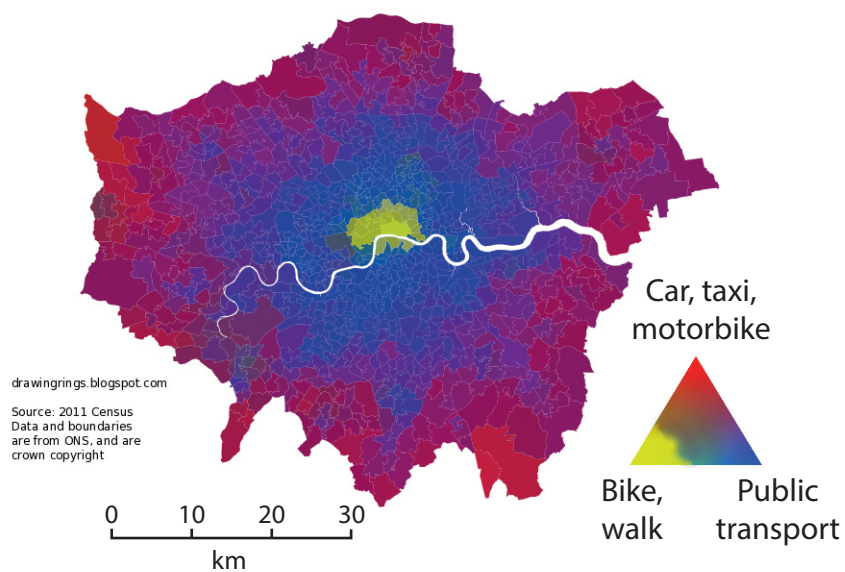 Car, taxi,
motorbike
drawingrings.blogspot.com
Source: 2011 Census
Data and boundaries
are from ONS, and are
crown copyright
Bike,
walk
Public
transport
0 10 20 30
km